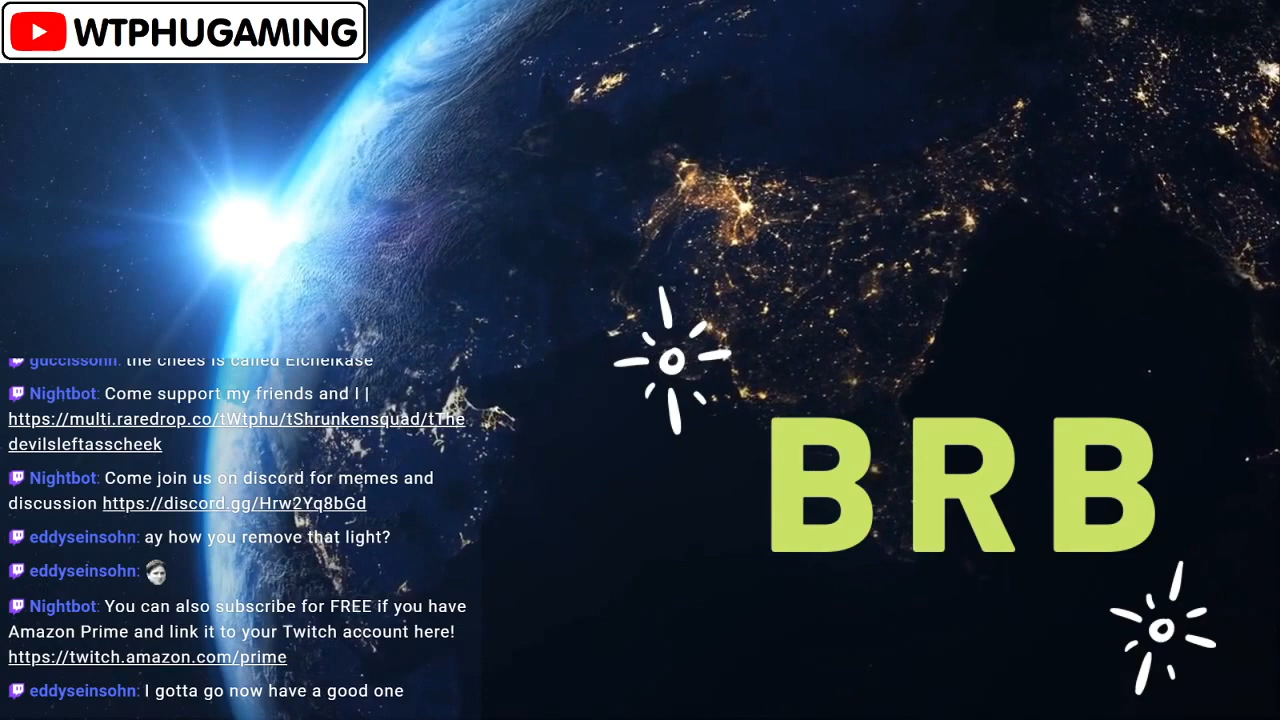 WTPHUGAMING
guccissohn: the chees is called Eichelkäse
Nightbot: Come support my friends and I |
https://multi.raredrop.co/tWtphu/tShrunkensquad/tThe
devilsleftasscheek
Nightbot: Come join us on discord for memes and
discussion https://discord.gg/Hrw2Yq8bGd
eddyseinsohn: ay how you remove that light?
eddyseinsohn:
Nightbot: You can also subscribe for FREE if you have
Amazon Prime and link it to your Twitch account here!
https://twitch.amazon.com/prime
eddyseinsohn: I gotta go now have a good one
BRB